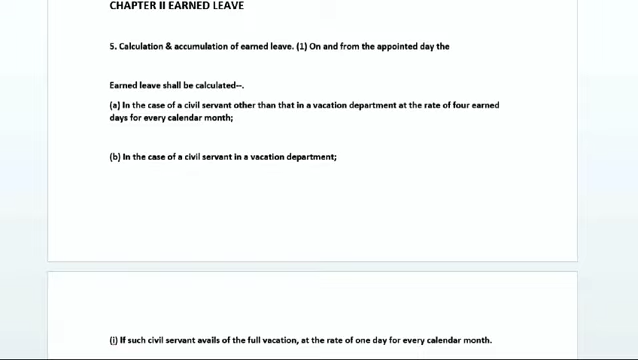 CHAPTER II EARNED LEAVE
5. Calculation & accumulation of earned leave. (1) On and from the appointed day the
Earned leave shall be calculated--.
(a) In the case of a civil servant other than that in a vacation department at the rate of four earned
days for every calendar month;
(b) In the case of a civil servant in a vacation department;
(i) If such civil servant avails of the full vacation, at the rate of one day for every calendar month.